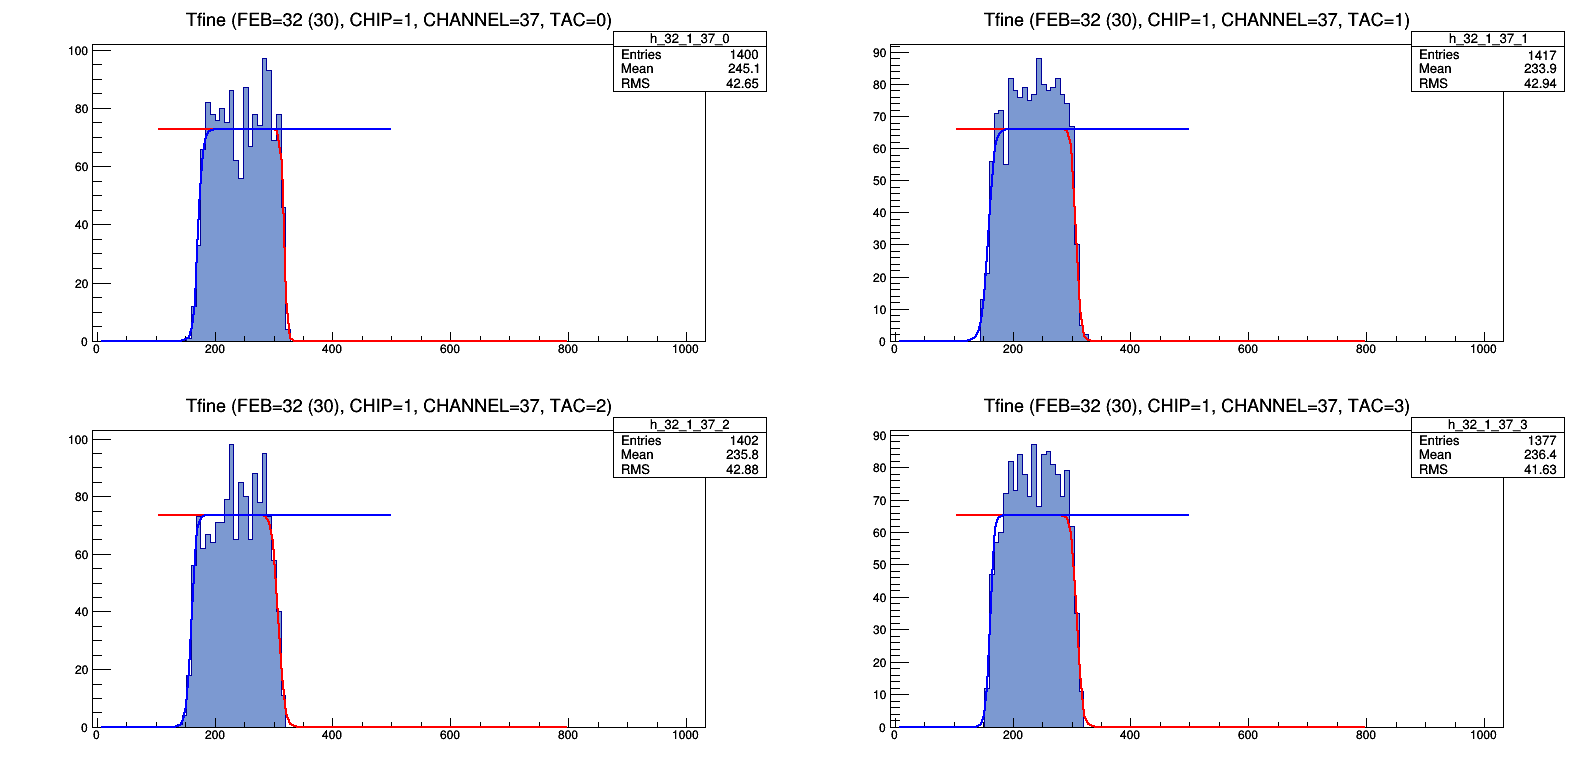 Tfine (FEB=32 (30), CHIP=1, CHANNEL=37, TAC=0)
h_32_1_37_0
Entries 1400
Mean 245.1
RMS 42.65
100
80
60
40
20
0
0 200 400 600 800 1000
Tfine (FEB=32 (30), CHIP=1, CHANNEL=37, TAC=1)
h_32_1_37_1
Entries 1417
Mean 233.9
RMS 42.94
90
80
70
60
50
40
30
20
10
0
0 200 400 600 800 1000
Tfine (FEB=32 (30), CHIP=1, CHANNEL=37, TAC=2)
h_32_1_37_2
Entries 1402
Mean 235.8
RMS 42.88
100
80
60
40
20
0
0 200 400 600 800 1000
Tfine (FEB=32 (30), CHIP=1, CHANNEL=37, TAC=3)
h_32_1_37_3
Entries 1377
Mean 236.4
RMS 41.63
90
80
70
60
50
40
30
20
10
0
0 200 400 600 800 1000